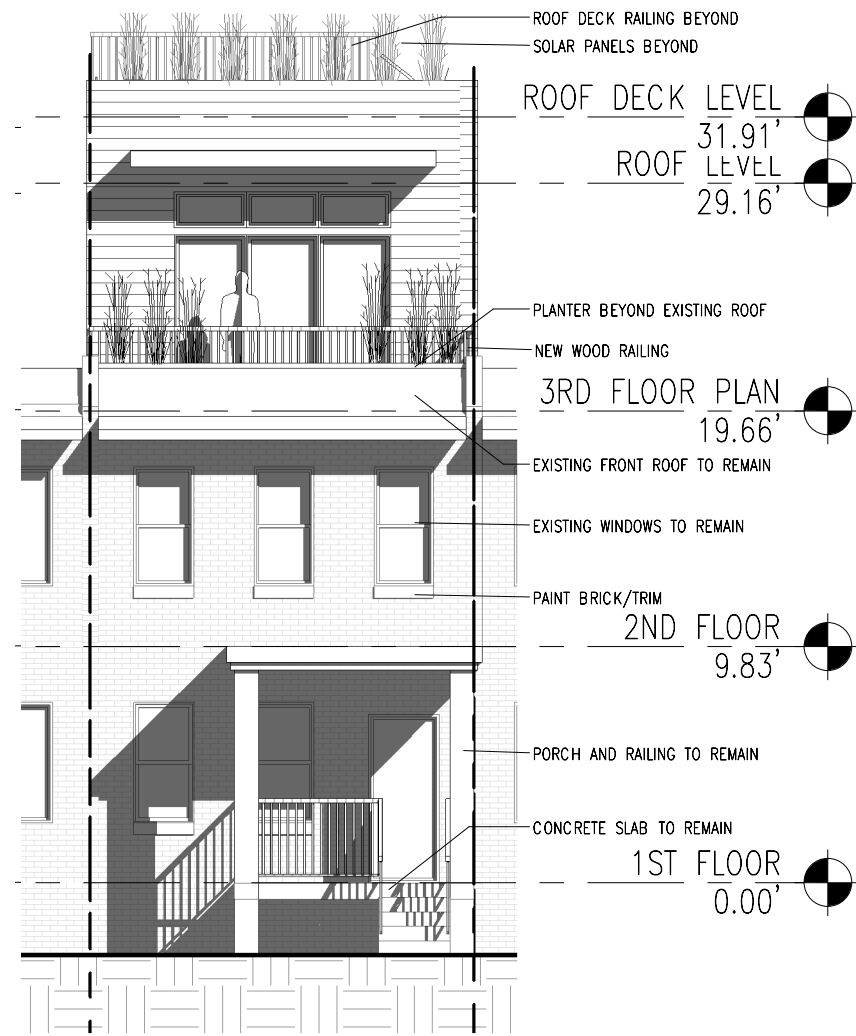 ROOF DECK RAILING BEYOND
SOLAR PANELS BEYOND
ROOF DECK LEVEL
31.91'
ROOF LEVEL
29.16'
PLANTER BEYOND EXISTING ROOF
NEW WOOD RAILING
3RD FLOOR PLAN
19.66'
EXISTING FRONT ROOF TO REMAIN
EXISTING WINDOWS TO REMAIN
PAINT BRICK/TRIM
2ND FLOOR
9.83'
PORCH AND RAILING TO REMAIN
CONCRETE SLAB TO REMAIN
1ST FLOOR
0.00'